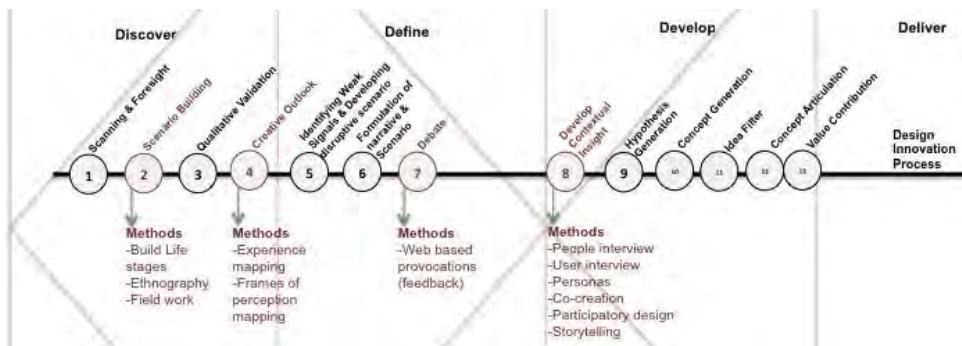 Discover
Define
Develop
Deliver
Scanning & Foresight
Scenario Building
Qualitative Validation
Creative Outlook
Identifying Weak
Signals & Developing
disruptive scenario
Formulation of
narrative &
Scenario
Debate
Develop
Contextual
Insight
Hypothesis
Generation
Concept Generation
Idea Filter
Concept Articulation
Value Contribution
Design
Innovation
Process
1
2
3
4
5
6
7
8
9
10
11
12
13
Methods
-Build Life
stages
-Ethnography
-Field work
Methods
-Experience
mapping
-Frames of
perception
mapping
-Web based
provocations
(feedback)
Methods
Methods
-People interview
-User interview
-Personas
-Co-creation
-Participatory design
-Storytelling